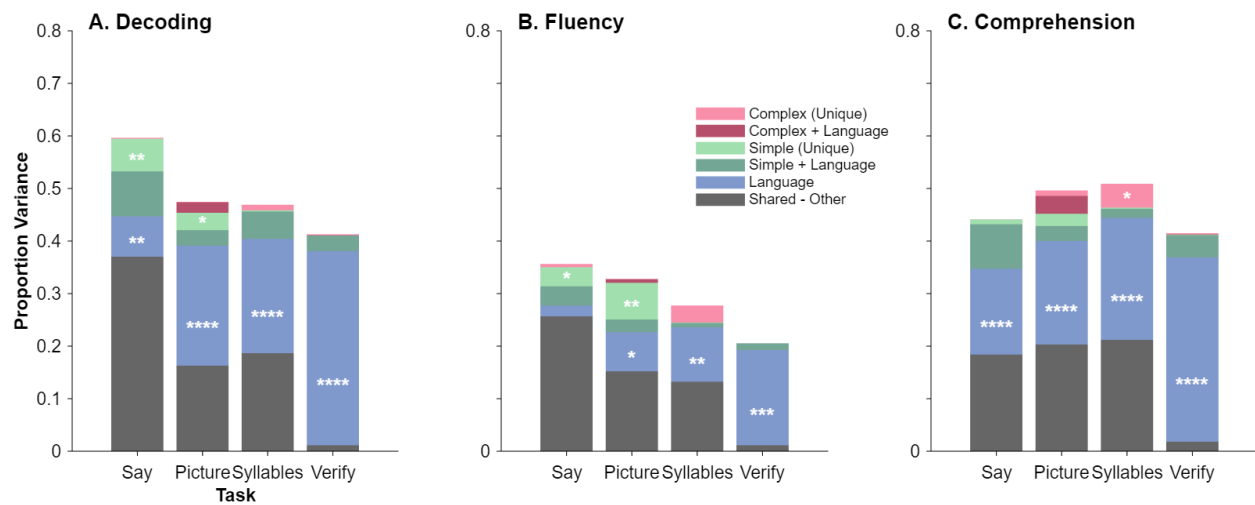 A. Decoding
B. Fluency
C. Comprehension
Proportion Variance
0.8
0.7
0.6
0.5
0.4
0.3
0.2
0.1
0
**
**
*
****
****
****
Say Picture Syllables Verify
Task
0.8
0
Complex (Unique)
Complex + Language
Simple (Unique)
Simple + Language
Language
Shared - Other
*
**
*
**
***
Say Picture Syllables Verify
0.8
0
*
****
****
****
****
Say Picture Syllables Verify